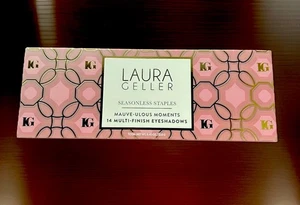 LAURA
GELLER
SEASONLESS STAPLES
MAUVE-ULOUS MOMENTS
14 MULTI-FINISH EYESHADOWS